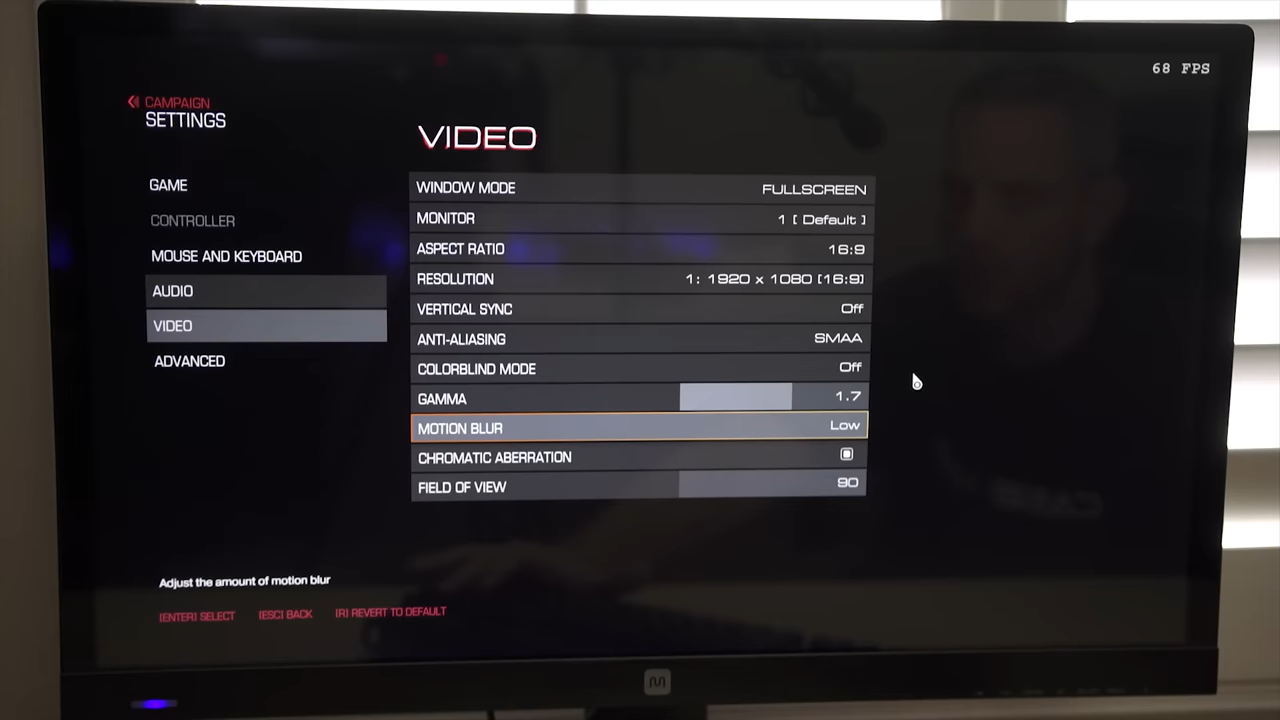 68 FPS
CAMPAIGN
SETTINGS
GAME
CONTROLLER
MOUSE AND KEYBOARD
AUDIO
VIDEO
ADVANCED
VIDEO
WINDOW MODE FULLSCREEN
MONITOR 1 [ Default ]
ASPECT RATIO 16:9
RESOLUTION 1: 1920 x 1080 [16:9]
VERTICAL SYNC Off
ANTI-ALIASING SMAA
COLORBLIND MODE Off
GAMMA 1.7
MOTION BLUR Low
CHROMATIC ABERRATION
FIELD OF VIEW 90
Adjust the amount of motion blur
[ENTER] SELECT [ESC] BACK [R] REVERT TO DEFAULT